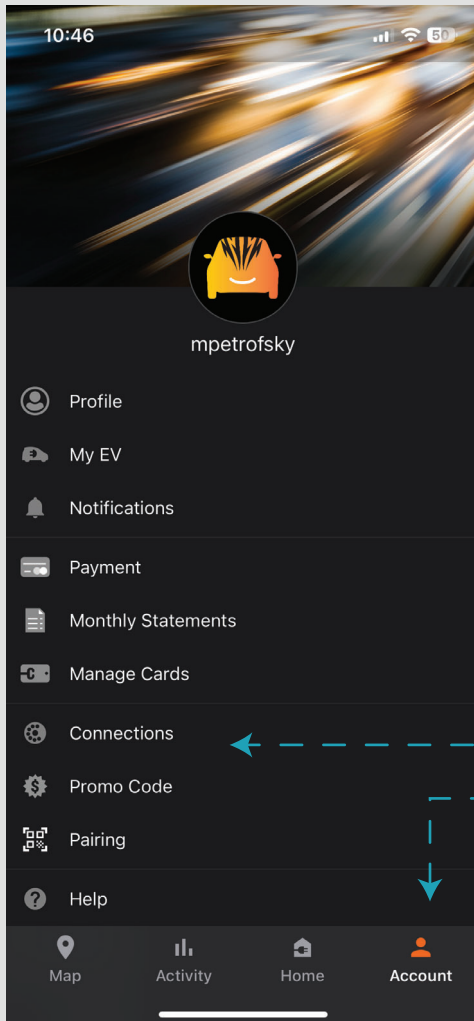 10:46
50
mpetrofsky
Profile
My EV
Notifications
Payment
Monthly Statements
Manage Cards
Connections
Promo Code
Pairing
Help
Map
Activity
Home
Account